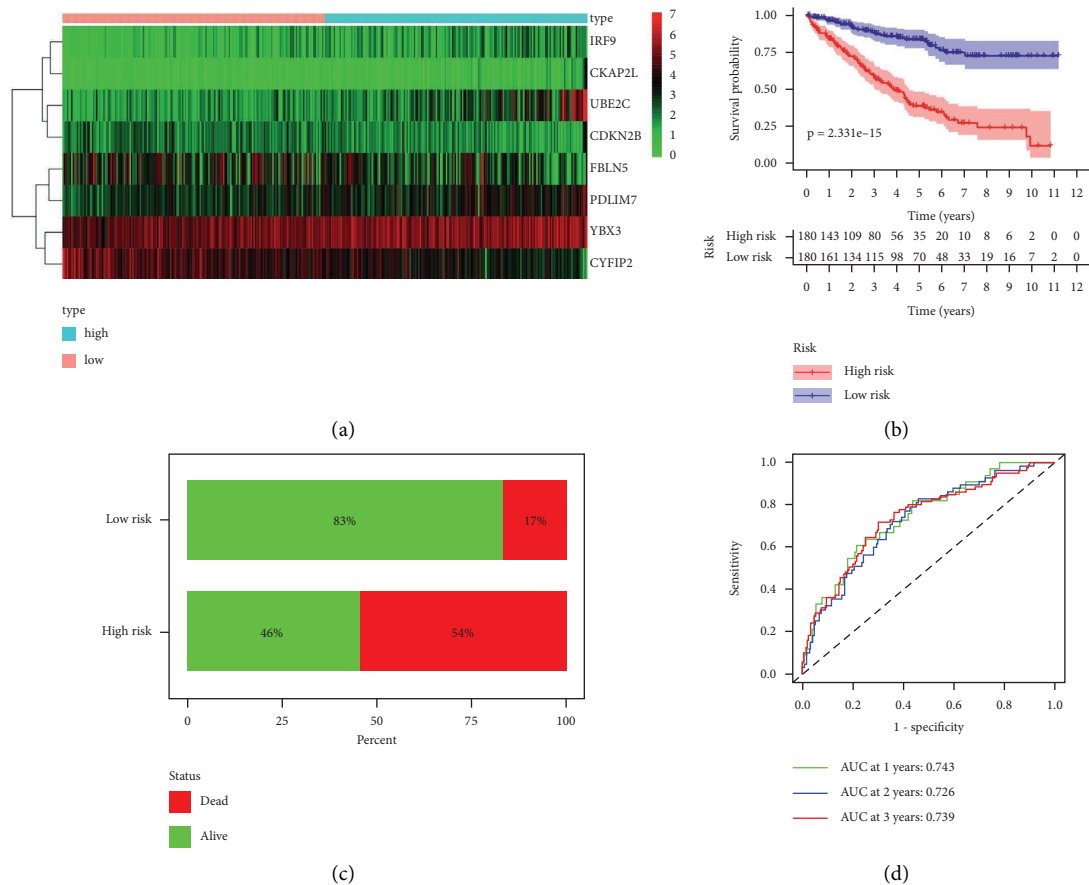 type
IRF9
CKAP2L
UBE2C
CDKN2B
FBLN5
PDLIM7
YBX3
CYFIP2
7
6
5
4
3
2
1
0
type
high
low
(a)
1.00
0.75
0.50
0.25
0.00
Survival probability
p = 2.331e−15
0 1 2 3 4 5 6 7 8 9 10 11 12
Time (years)
Risk
High risk 180 143 109 80 56 35 20 10 8 6 2 0 0
Low risk 180 161 134 115 98 70 48 33 19 16 7 2 0
0 1 2 3 4 5 6 7 8 9 10 11 12
Time (years)
Risk
High risk
Low risk
(b)
Low risk
83% 17%
High risk
46% 54%
0 25 50 75 100
Percent
Status
Dead
Alive
(c)
1.0
0.8
0.6
0.4
0.2
0.0
Sensitivity
0.0 0.2 0.4 0.6 0.8 1.0
1 - specificity
AUC at 1 years: 0.743
AUC at 2 years: 0.726
AUC at 3 years: 0.739
(d)